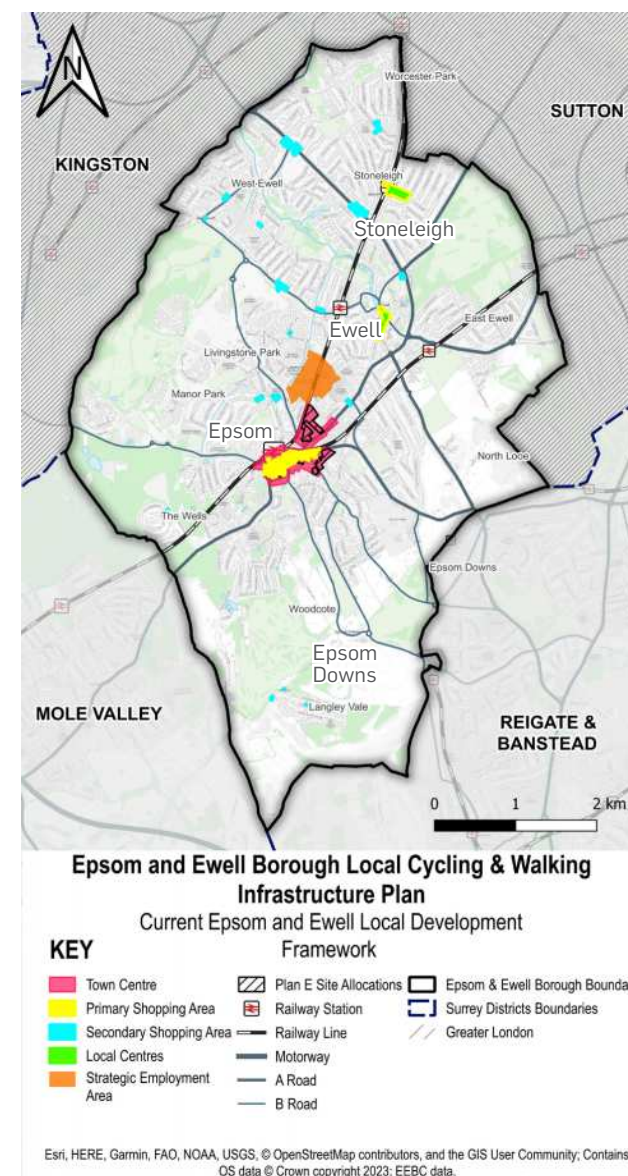 N
Worcester Park
SUTTON
KINGSTON
Stoneleigh
West Ewell
Stoneleigh
East Ewell
Ewell
Livingstone Park
Manor Park
Epsom
North Looe
The Wells
Epsom Downs
Woodcote
Epsom
Downs
Langley Vale
MOLE VALLEY
REIGATE &
BANSTEAD
0 1 2 km
Epsom and Ewell Borough Local Cycling & Walking
Infrastructure Plan
Current Epsom and Ewell Local Development
Framework
KEY
Town Centre
Primary Shopping Area
Secondary Shopping Area
Local Centres
Strategic Employment
Area
Plan E Site Allocations
Railway Station
Railway Line
Motorway
A Road
B Road
Epsom & Ewell Borough Bounda
Surrey Districts Boundaries
Greater London
Esri, HERE, Garmin, FAO, NOAA, USGS, © OpenStreetMap contributors, and the GIS User Community; Contains
OS data © Crown copyright 2023; EEBC data.